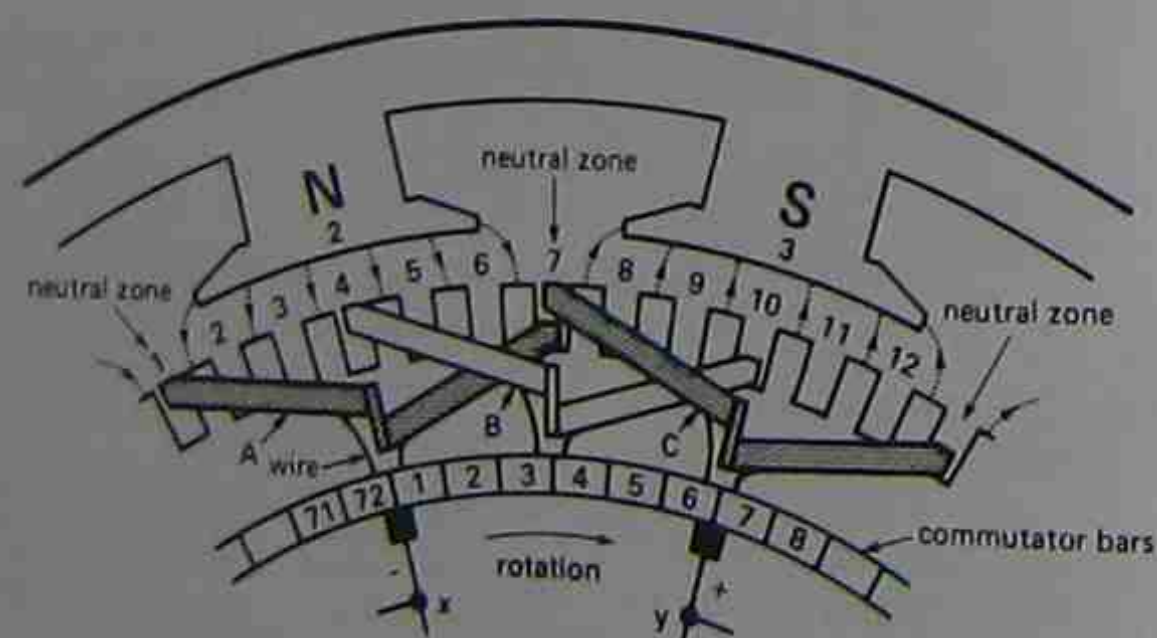 neutral zone
N
2
S
3
neutral zone
neutral zone
1
2
3
4
5
6
7
8
9
10
11
12
A
wire
B
C
71 72 1 2 3 4 5 6 7 8
commutator bars
rotation
-
x
y
+